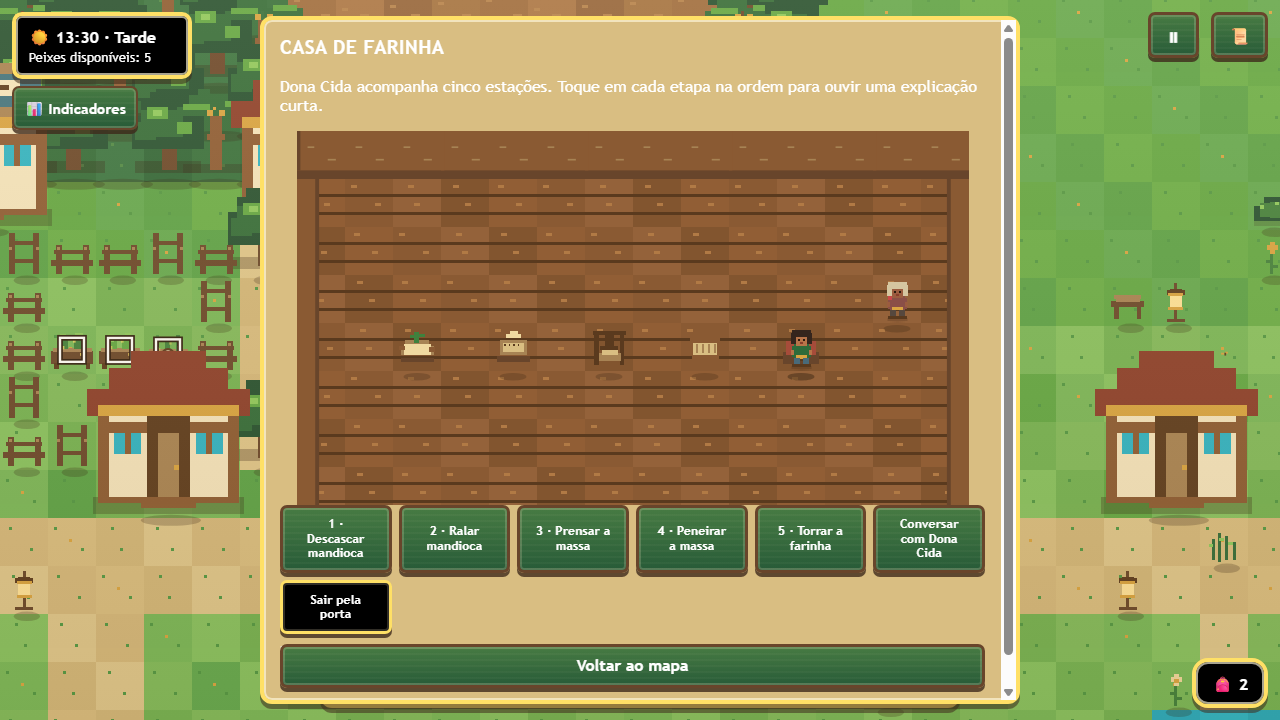 13:30 · Tarde
Peixes disponíveis: 5
Indicadores
CASA DE FARINHA
Dona Cida acompanha cinco estações. Toque em cada etapa na ordem para ouvir uma explicação
curta.
1 ·
Descascar
mandioca
2 · Ralar
mandioca
3 · Prensar a
massa
4 · Peneirar
a massa
5 · Torrar a
farinha
Conversar
com Dona
Cida
Sair pela
porta
Voltar ao mapa
2